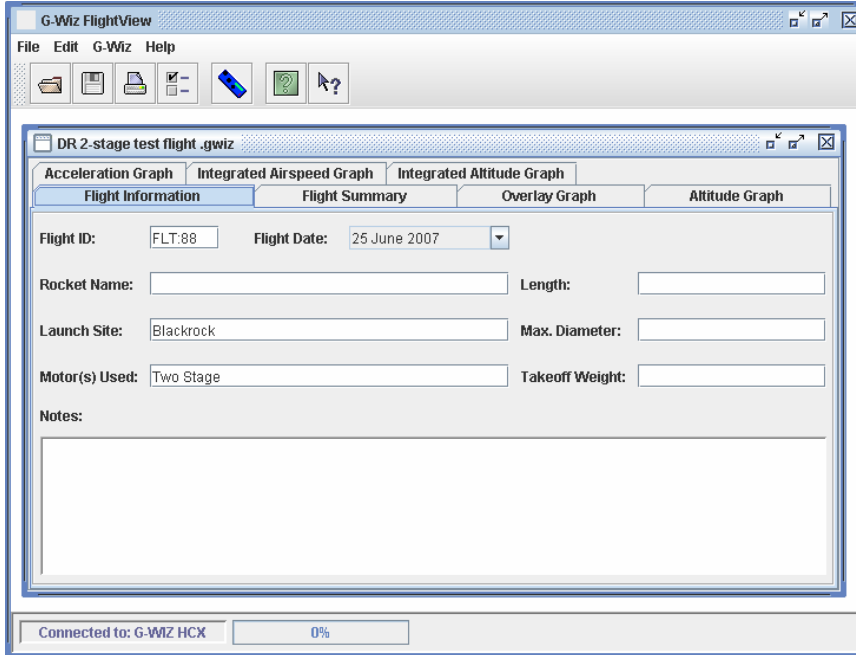 G-Wiz FlightView
File Edit G-Wiz Help
?
?
DR 2-stage test flight .gwiz
Acceleration Graph Integrated Airspeed Graph Integrated Altitude Graph
Flight Information Flight Summary Overlay Graph Altitude Graph
Flight ID: FLT:88 Flight Date: 25 June 2007
Rocket Name: Length:
Launch Site: Blackrock Max. Diameter:
Motor(s) Used: Two Stage Takeoff Weight:
Notes:
Connected to: G-WIZ HCX 0%